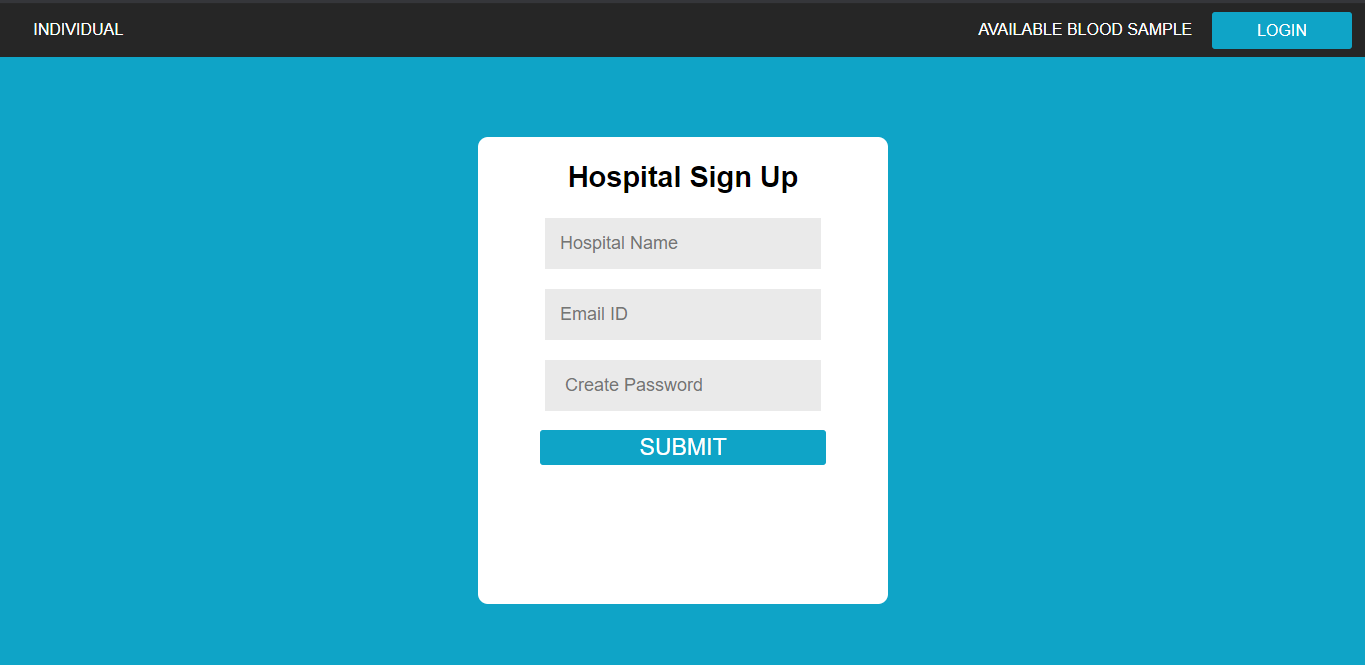 INDIVIDUAL
AVAILABLE BLOOD SAMPLE
LOGIN
Hospital Sign Up
Hospital Name
Email ID
Create Password
SUBMIT